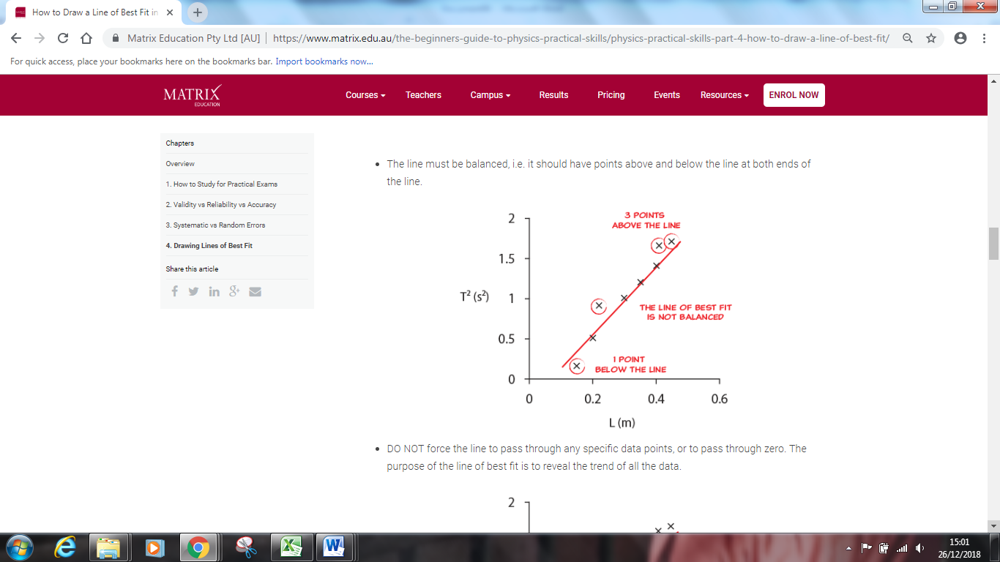 How to Draw a Line of Best Fit in
Matrix Education Pty Ltd [AU] | https://www.matrix.edu.au/the-beginners-guide-to-physics-practical-skills/physics-practical-skills-part-4-how-to-draw-a-line-of-best-fit/
For quick access, place your bookmarks here on the bookmarks bar. Import bookmarks now...
MATRIX
EDUCATION
Courses Teachers Campus Results Pricing Events Resources ENROL NOW
Chapters
Overview
1. How to Study for Practical Exams
2. Validity vs Reliability vs Accuracy
3. Systematic vs Random Errors
4. Drawing Lines of Best Fit
Share this article
• The line must be balanced, i.e. it should have points above and below the line at both ends of
the line.
3 POINTS
ABOVE THE LINE
2
1.5
T² (s²) 1
0.5
0
THE LINE OF BEST FIT
IS NOT BALANCED
1 POINT
BELOW THE LINE
0 0.2 0.4 0.6
L (m)
• DO NOT force the line to pass through any specific data points, or to pass through zero. The
purpose of the line of best fit is to reveal the trend of all the data.
2
15:01
26/12/2018